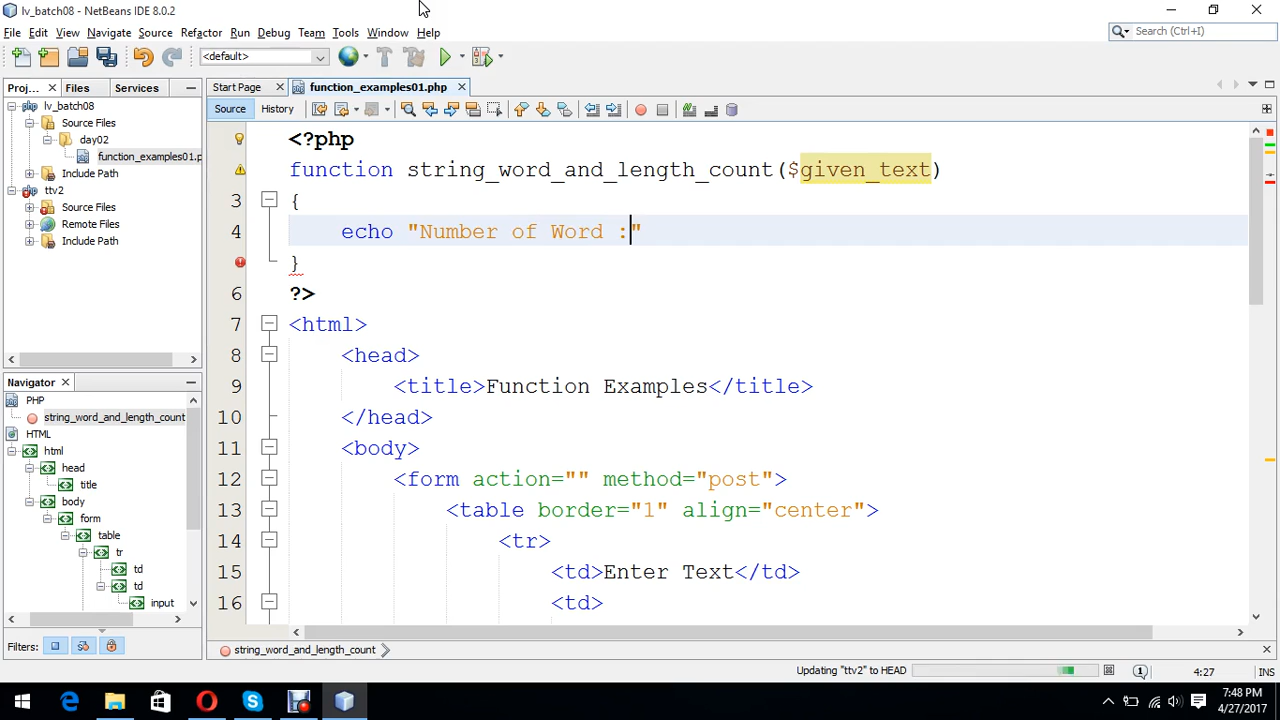 lv_batch08 - NetBeans IDE 8.0.2
File Edit View Navigate Source Refactor Run Debug Team Tools Window Help
Search (Ctrl+I)
<default>
Proj... Files Services
Start Page function_examples01.php
Source History
lv_batch08
Source Files
day02
function_examples01.p
Include Path
ttv2
Source Files
Remote Files
Include Path
<?php
function string_word_and_length_count($given_text)
3 {
4 echo "Number of Word :"
}
6 ?>
7 <html>
8 <head>
9 <title>Function Examples</title>
10 </head>
11 <body>
12 <form action="" method="post">
13 <table border="1" align="center">
14 <tr>
15 <td>Enter Text</td>
16 <td>
Navigator
PHP
string_word_and_length_count
HTML
html
head
title
body
form
table
tr
td
td
input
Filters:
string_word_and_length_count
Updating "ttv2" to HEAD
1
4:27
INS
7:48 PM
4/27/2017